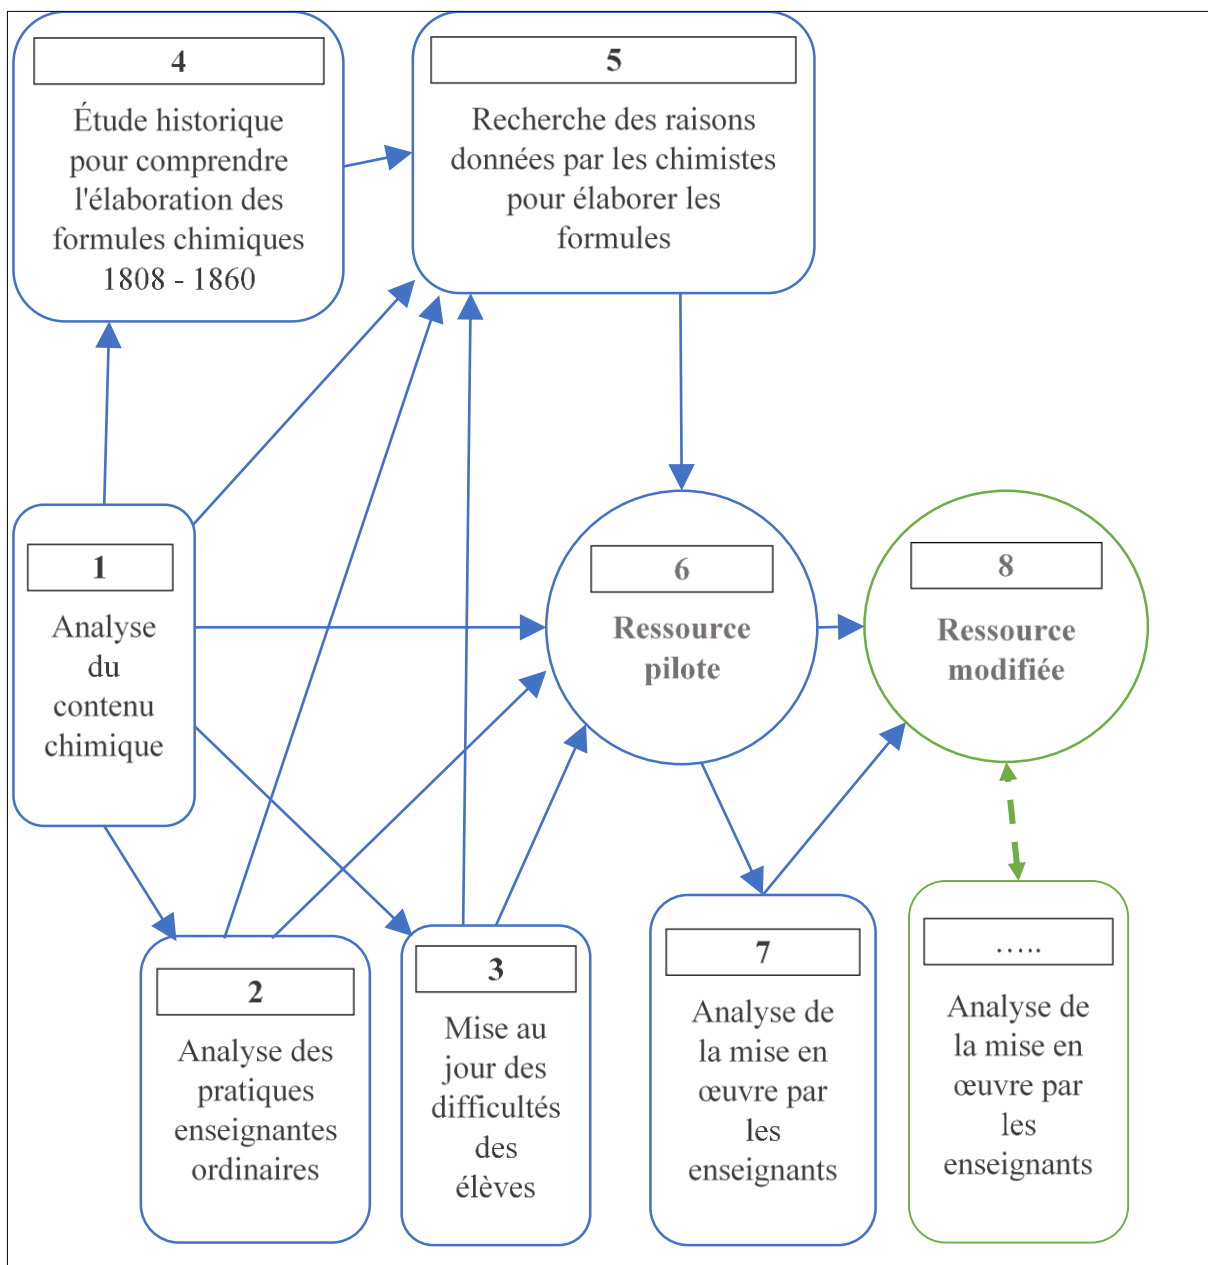 4
Étude historique
pour comprendre
l'élaboration des
formules chimiques
1808 - 1860
5
Recherche des raisons
données par les chimistes
pour élaborer les
formules
1
Analyse
du
contenu
chimique
6
Ressource
pilote
8
Ressource
modifiée
2
Analyse des
pratiques
enseignantes
ordinaires
3
Mise au
jour des
difficultés
des
élèves
7
Analyse de
la mise en
œuvre par
les
enseignants
…..
Analyse de
la mise en
œuvre par
les
enseignants